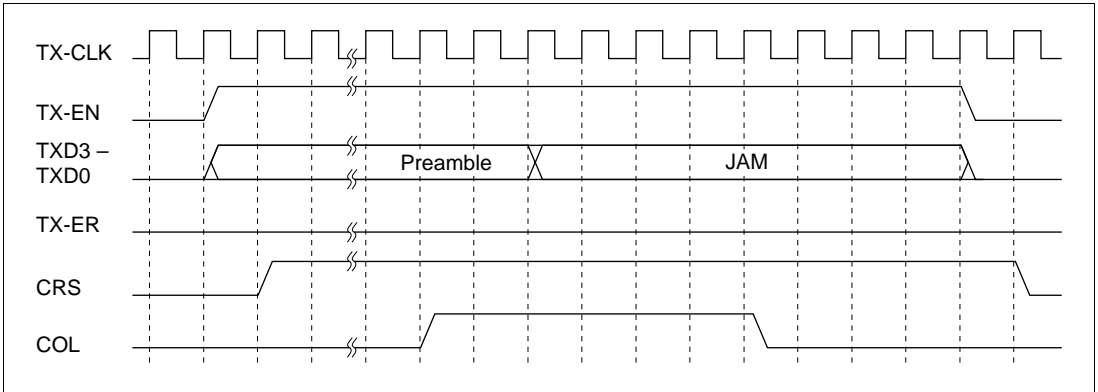 TX-CLK
TX-EN
TXD3 –
TXD0
Preamble
JAM
TX-ER
CRS
COL